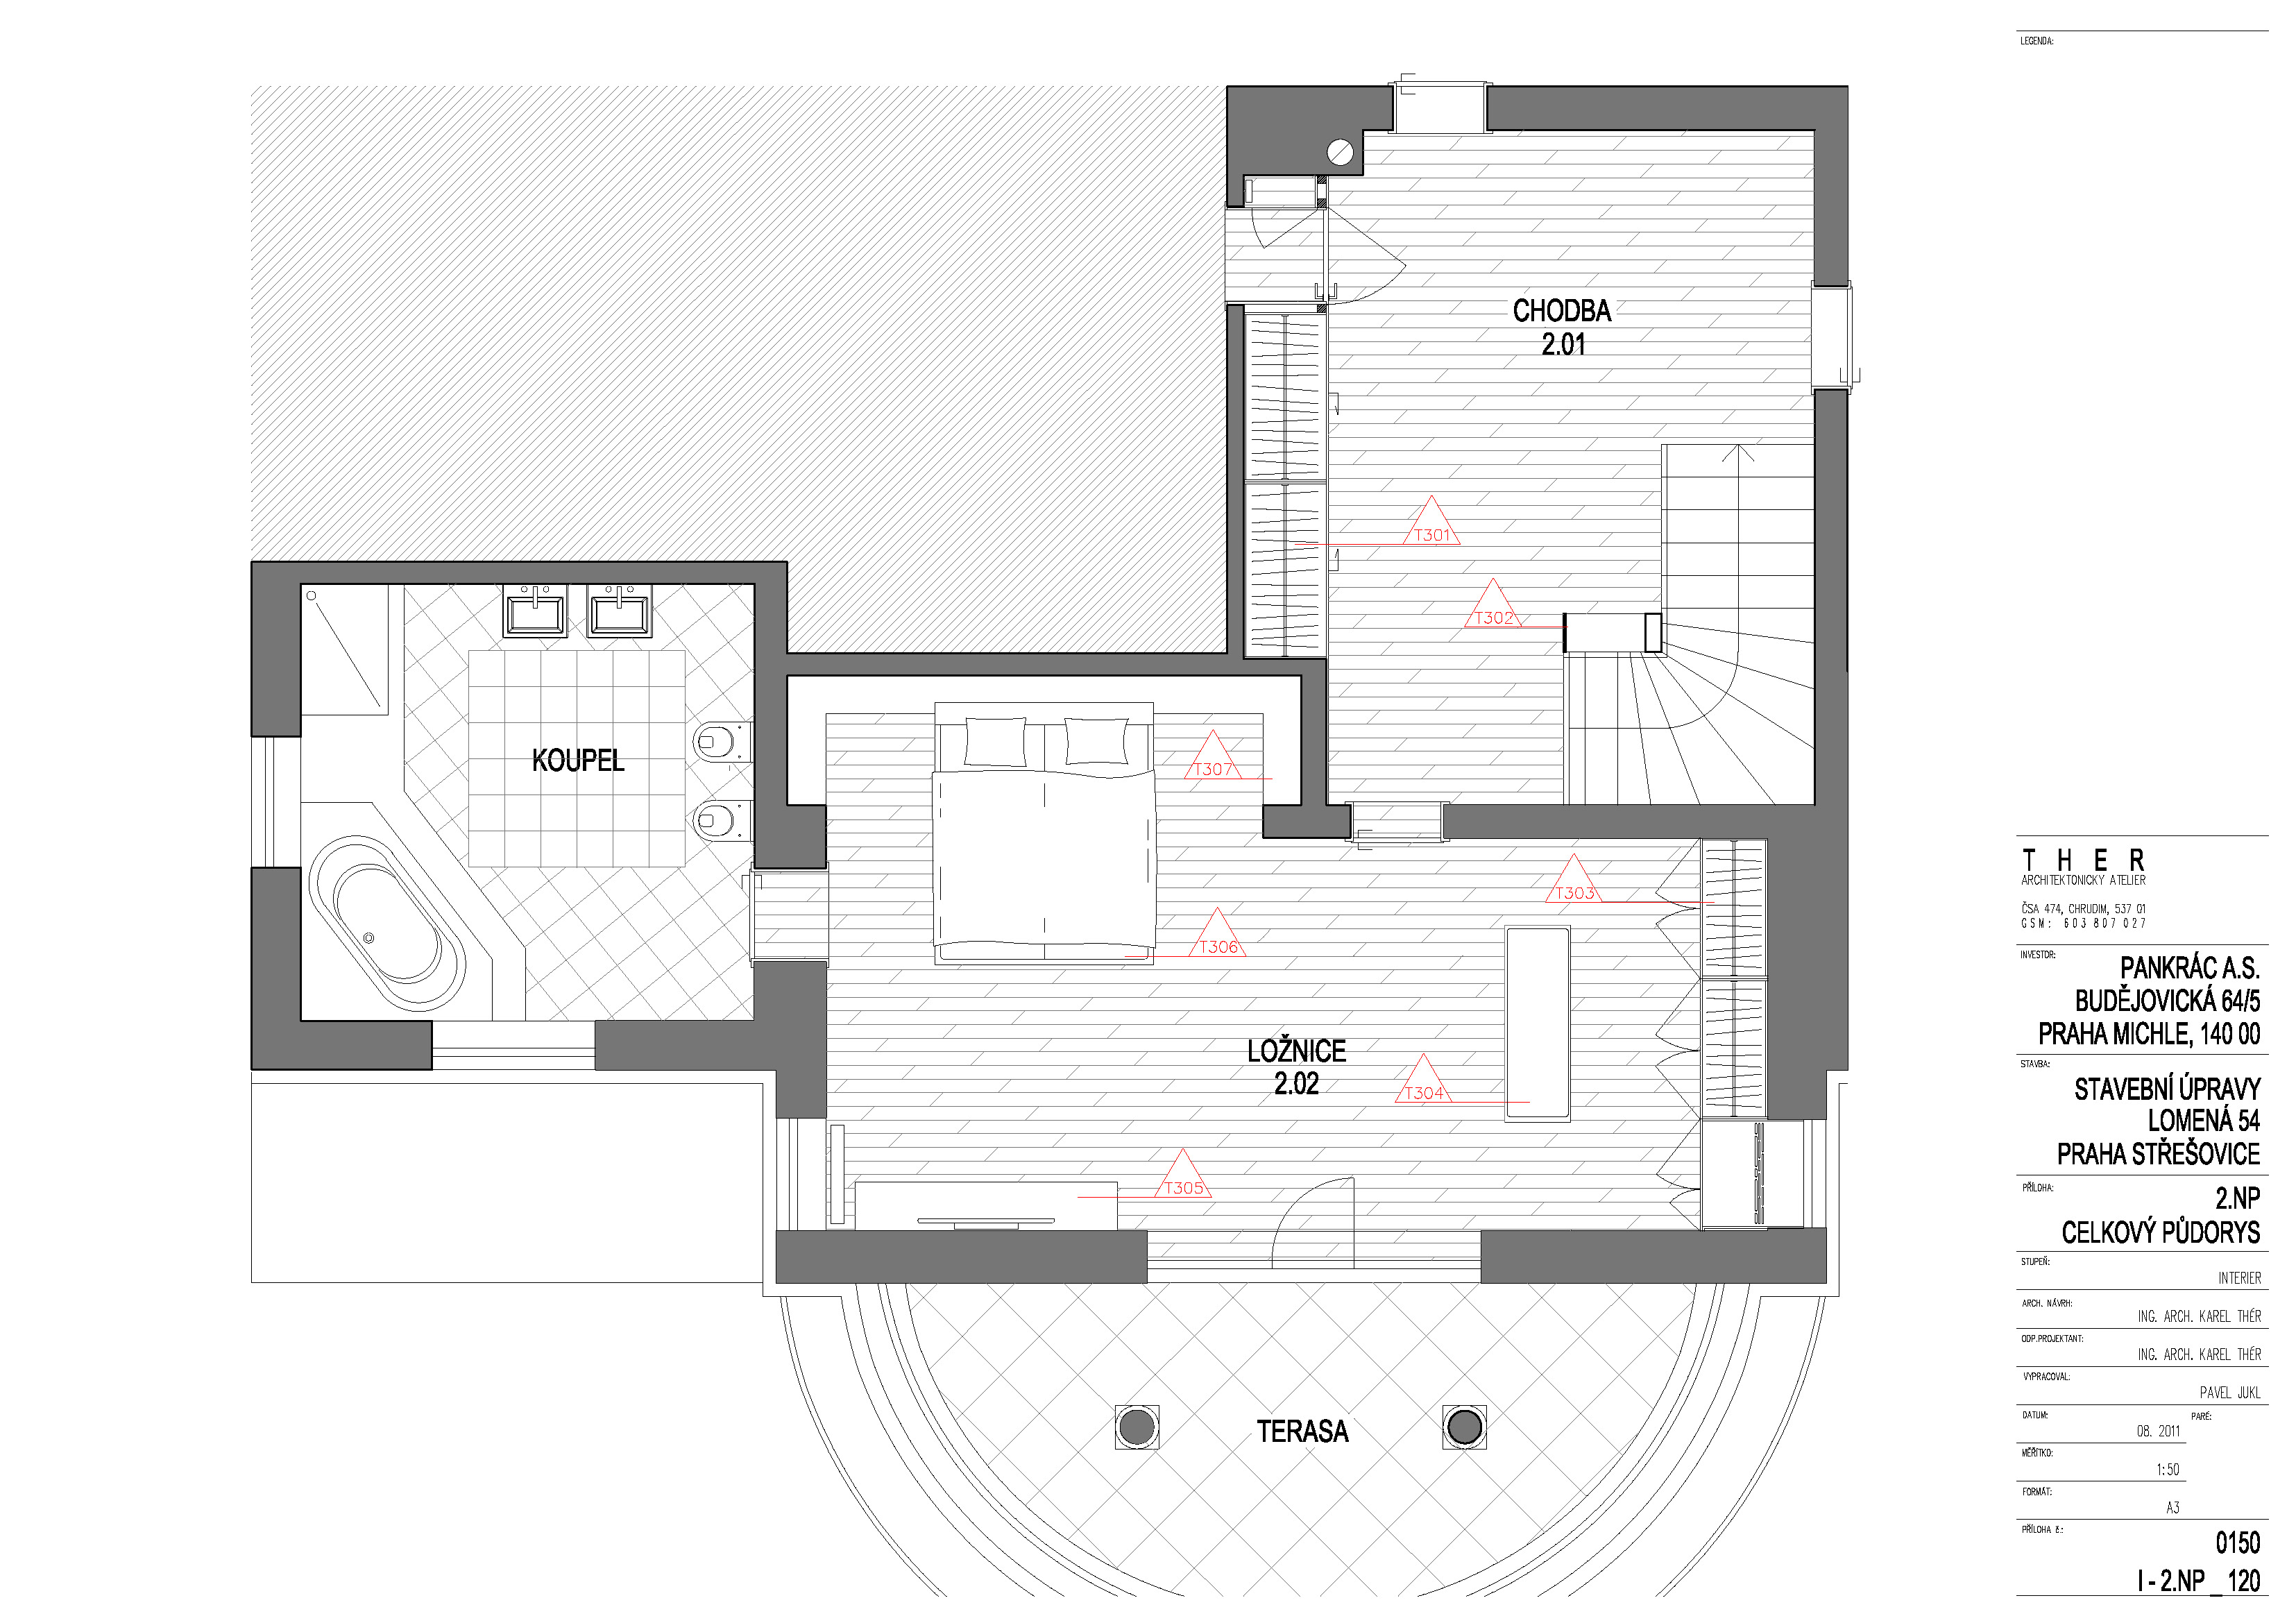 LEGENDA:
CHODBA
2.01
T301
T302
KOUPEL
T307
T303
T306
LOŽNICE
2.02
T304
T305
TERASA
T H E R
ARCHITEKTONICKY ATELIER
ČSA 474, CHRUDIM, 537 01
GSM: 603 807 027
INVESTOR:
PANKRÁC A.S.
BUDĚJOVICKÁ 64/5
PRAHA MICHLE, 140 00
STAVBA:
STAVEBNÍ ÚPRAVY
LOMENÁ 54
PRAHA STŘEŠOVICE
PŘÍLOHA:
2.NP
CELKOVÝ PŮDORYS
STUPEŇ:
INTERIER
ARCH. NÁVRH:
ING. ARCH. KAREL THÉR
ODP.PROJEKTANT:
ING. ARCH. KAREL THÉR
VYPRACOVAL:
PAVEL JUKL
DATUM:
PARÉ:
08. 2011
MĚŘÍTKO:
1:50
FORMÁT:
A3
PŘÍLOHA č.:
0150
I - 2.NP _ 120